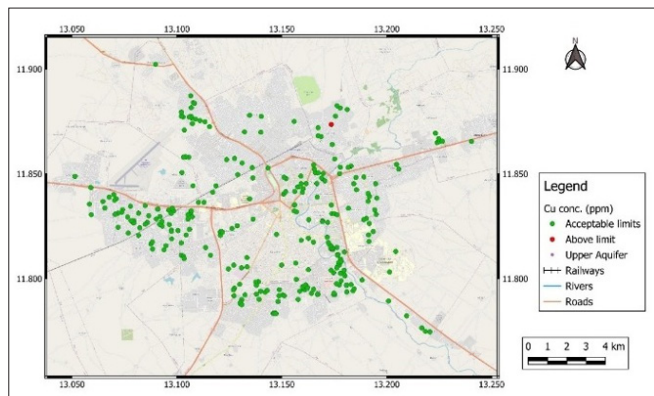 13.050 13.100 13.150 13.200 13.250
N
11.900 11.900
11.850 11.850
11.800 11.800
Legend
Cu conc. (ppm)
Acceptable limits
Above limit
Upper Aquifer
Railways
Rivers
Roads
0 1 2 3 4 km
13.050 13.100 13.150 13.200 13.250